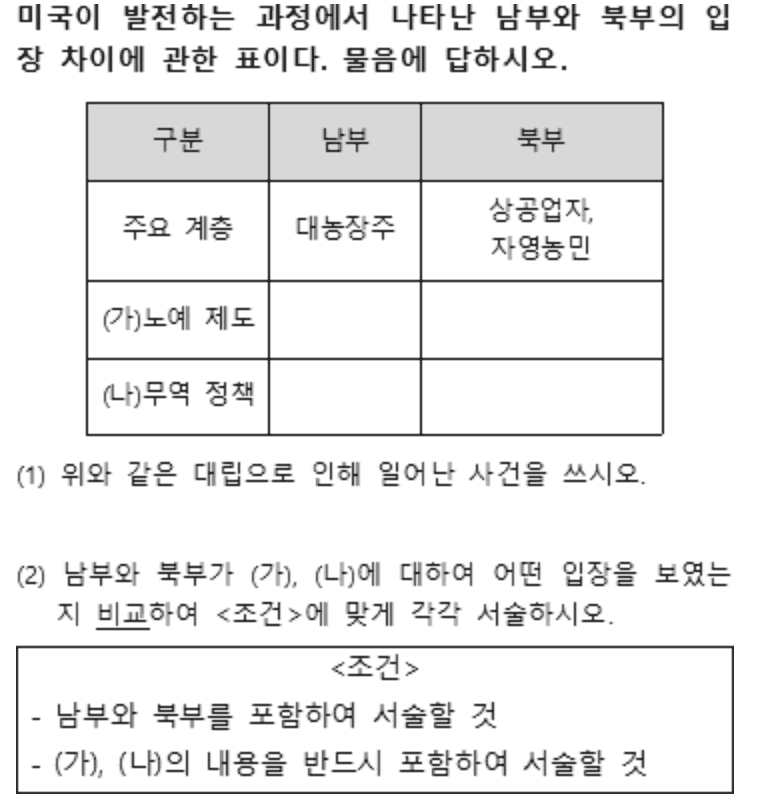 미국이 발전하는 과정에서 나타난 남부와 북부의 입
장 차이에 관한 표이다. 물음에 답하시오.
구분 남부 북부
주요 계층 대농장주 상공업자,
자영농민
(가)노예 제도
(나)무역 정책
(1) 위와 같은 대립으로 인해 일어난 사건을 쓰시오.
(2) 남부와 북부가 (가), (나)에 대하여 어떤 입장을 보였는
지 비교하여 <조건>에 맞게 각각 서술하시오.
<조건>
- 남부와 북부를 포함하여 서술할 것
- (가), (나)의 내용을 반드시 포함하여 서술할 것